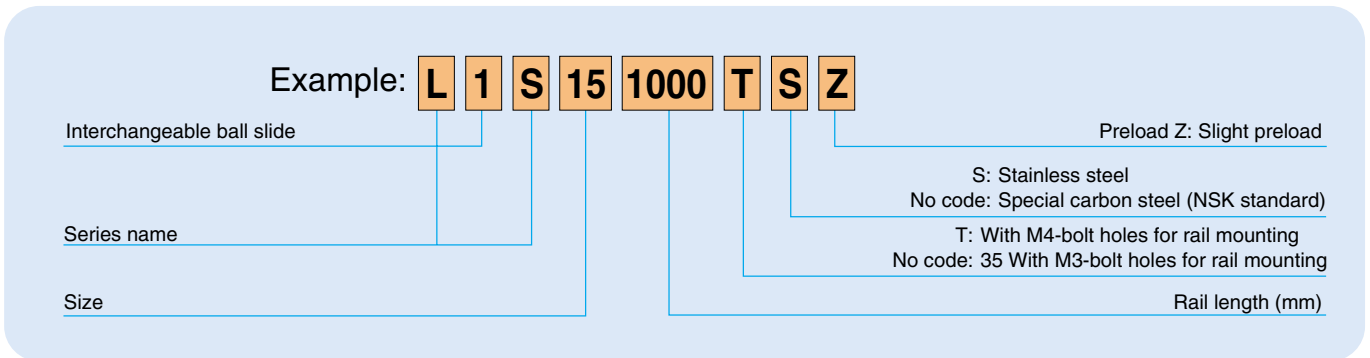 Example: L 1 S 15 1000 T S Z
Interchangeable ball slide
Preload Z: Slight preload
S: Stainless steel
No code: Special carbon steel (NSK standard)
Series name
T: With M4-bolt holes for rail mounting
No code: 35 With M3-bolt holes for rail mounting
Size
Rail length (mm)